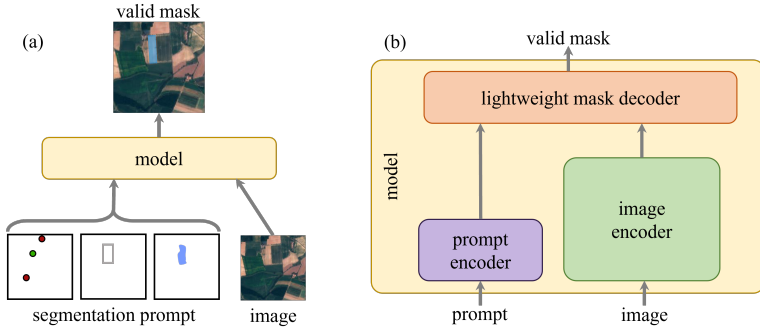 valid mask
(a)
model
segmentation prompt
image
(b)
valid mask
lightweight mask decoder
model
image
encoder
prompt
encoder
prompt
image